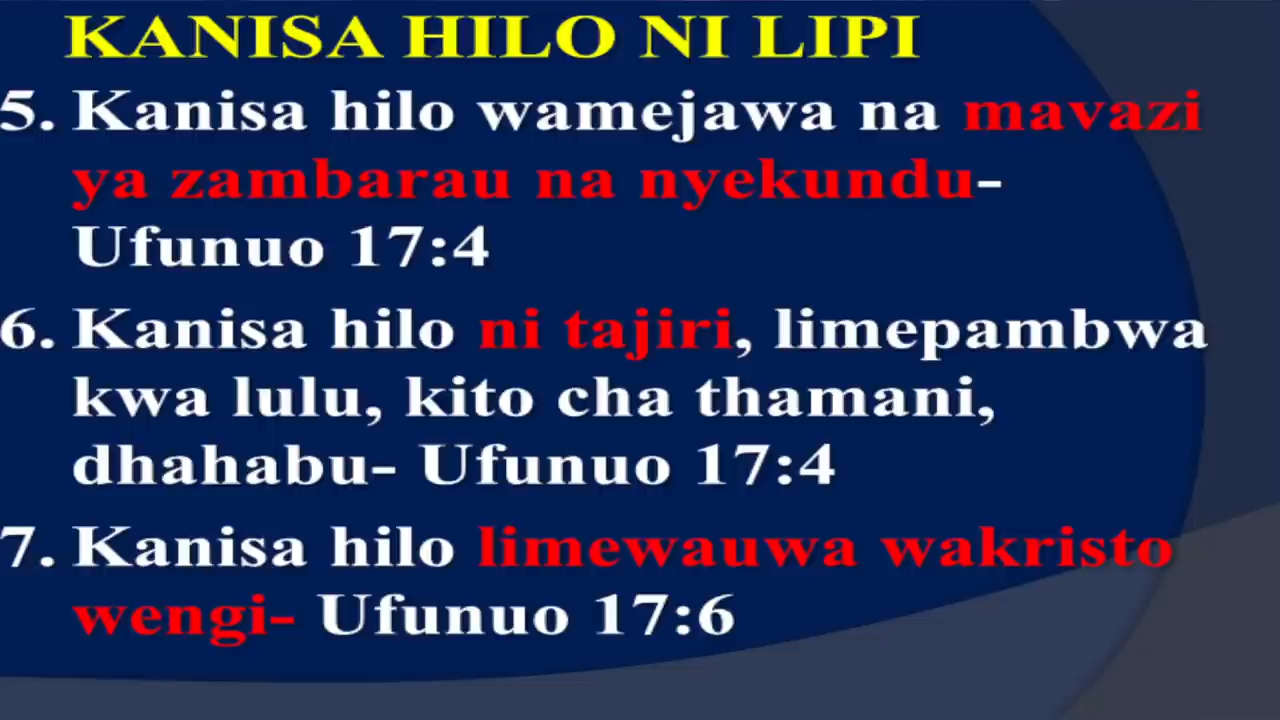 KANISA HILO NI LIPI
5. Kanisa hilo wamejawa na mavazi
ya zambarau na nyekundu-
Ufunuo 17:4
6. Kanisa hilo ni tajiri, limepambwa
kwa lulu, kito cha thamani,
dhahabu- Ufunuo 17:4
7. Kanisa hilo limewauwa wakristo
wengi- Ufunuo 17:6